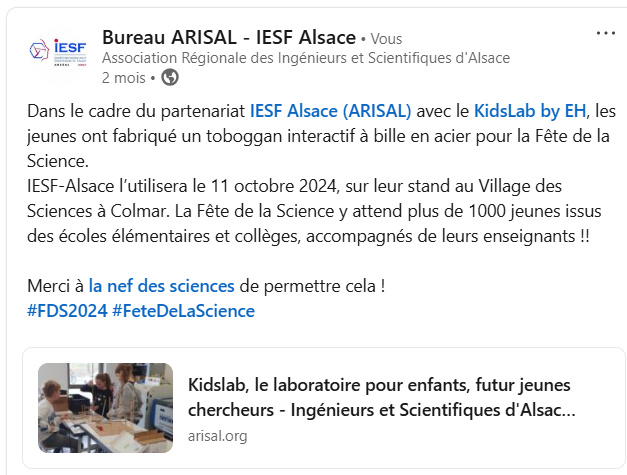 iESF
ARISAL
Bureau ARISAL - IESF Alsace • Vous
Association Régionale des Ingénieurs et Scientifiques d'Alsace
2 mois •
Dans le cadre du partenariat IESF Alsace (ARISAL) avec le KidsLab by EH, les
jeunes ont fabriqué un toboggan interactif à bille en acier pour la Fête de la
Science.
IESF-Alsace l’utilisera le 11 octobre 2024, sur leur stand au Village des
Sciences à Colmar. La Fête de la Science y attend plus de 1000 jeunes issus
des écoles élémentaires et collèges, accompagnés de leurs enseignants !!
Merci à la nef des sciences de permettre cela !
#FDS2024 #FeteDeLaScience
Kidslab, le laboratoire pour enfants, futur jeunes
chercheurs - Ingénieurs et Scientifiques d'Alsac...
arisal.org